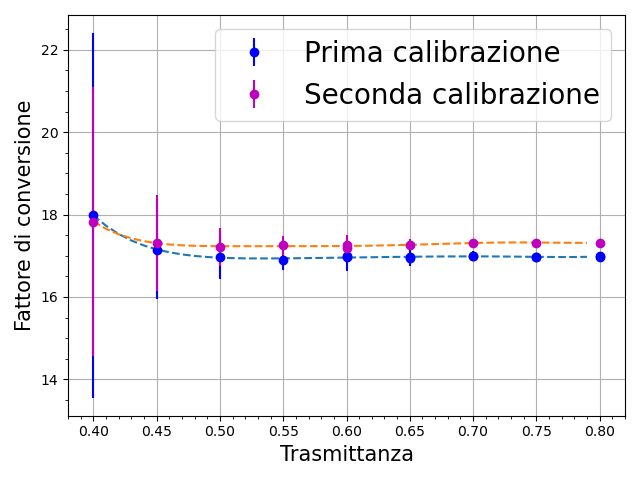 Prima calibrazione
Seconda calibrazione
Fattore di conversione
22
20
18
16
14
0.40 0.45 0.50 0.55 0.60 0.65 0.70 0.75 0.80
Trasmittanza